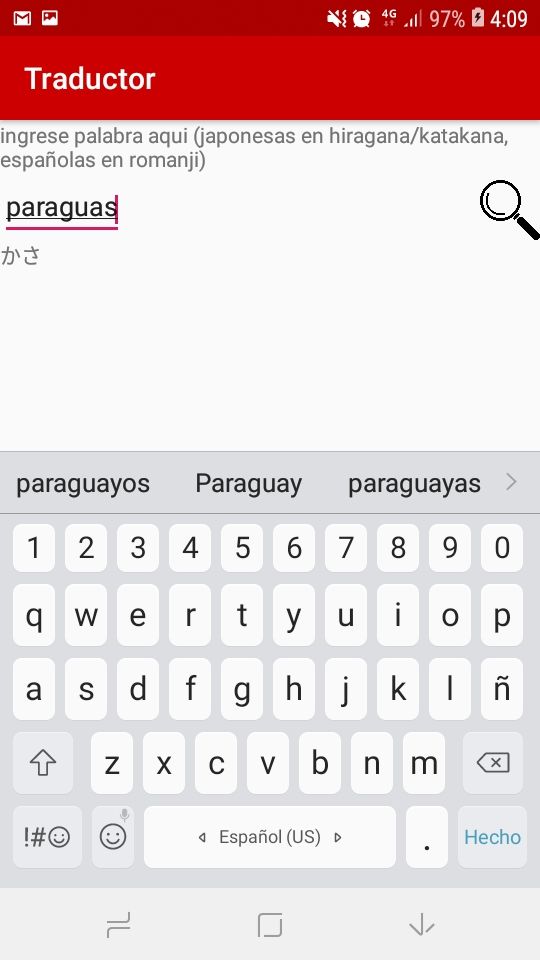 4G 97% 4:09
Traductor
ingrese palabra aqui (japonesas en hiragana/katakana,
españolas en romanji)
paraguas
かさ
paraguayos Paraguay paraguayas
1 2 3 4 5 6 7 8 9 0
q w e r t y u i o p
a s d f g h j k l ñ
z x c v b n m
!#☺ Español (US) . Hecho